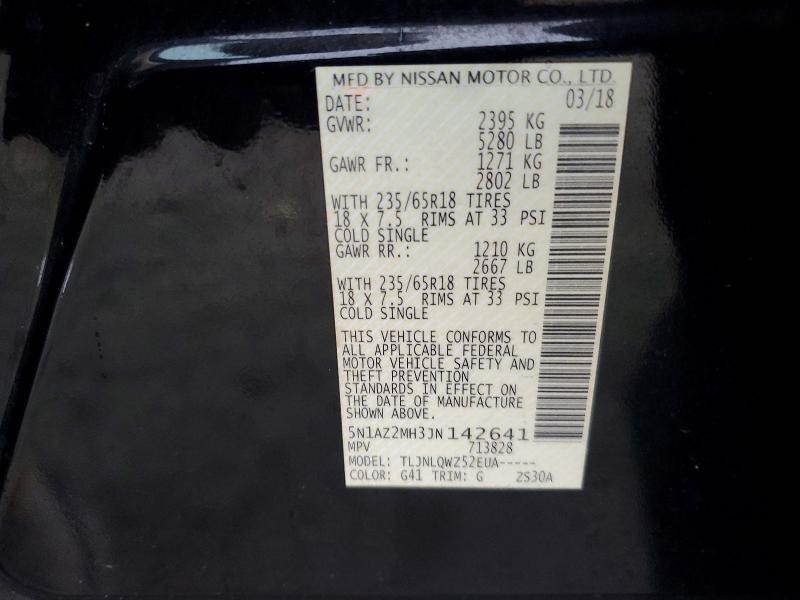 MFD BY NISSAN MOTOR CO., LTD.
DATE: 03/18
GVWR: 2395 KG
5280 LB
GAWR FR.: 1271 KG
2802 LB
WITH 235/65R18 TIRES
18 X 7.5 RIMS AT 33 PSI
COLD SINGLE
GAWR RR.: 1210 KG
2667 LB
WITH 235/65R18 TIRES
18 X 7.5 RIMS AT 33 PSI
COLD SINGLE
THIS VEHICLE CONFORMS TO
ALL APPLICABLE FEDERAL
MOTOR VEHICLE SAFETY AND
THEFT PREVENTION
STANDARDS IN EFFECT ON
THE DATE OF MANUFACTURE
SHOWN ABOVE.
5N1AZ2MH3JN142641
MPV 713828
MODEL: TLJNLQWZ52EUA-----
COLOR: G41 TRIM: G ZS30A